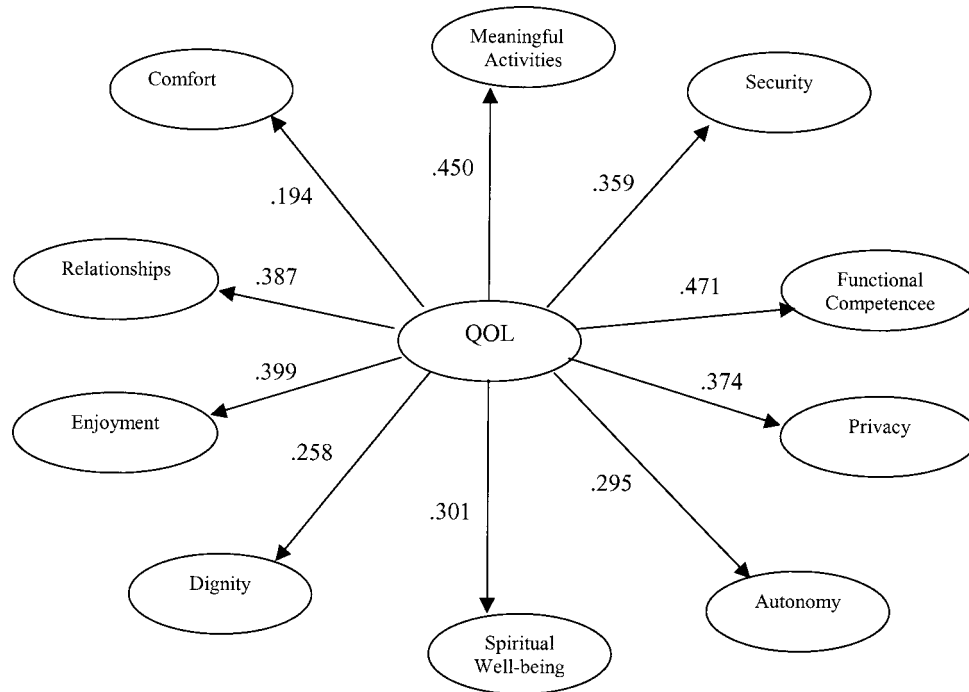 Meaningful
Activities
Comfort
Security
.450
.359
.194
Relationships
.387
.471
Functional
Competencee
QOL
.399
.374
Enjoyment
Privacy
.258
.295
.301
Dignity
Autonomy
Spiritual
Well-being